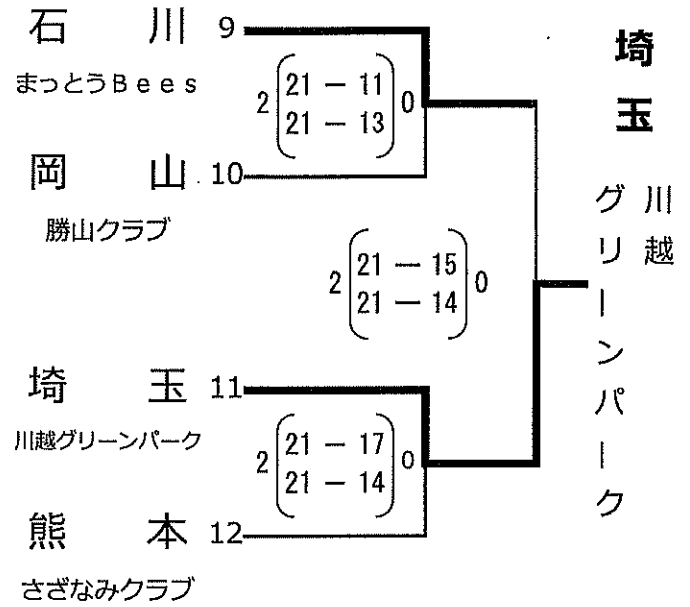 石川 9
まっとうBees
2 21 − 11 0
21 − 13
岡山 10
勝山クラブ
2 21 − 15 0
21 − 14
埼玉 11
川越グリーンパーク
2 21 − 17 0
21 − 14
熊本 12
さざなみクラブ
埼玉
川越
グリーンパーク